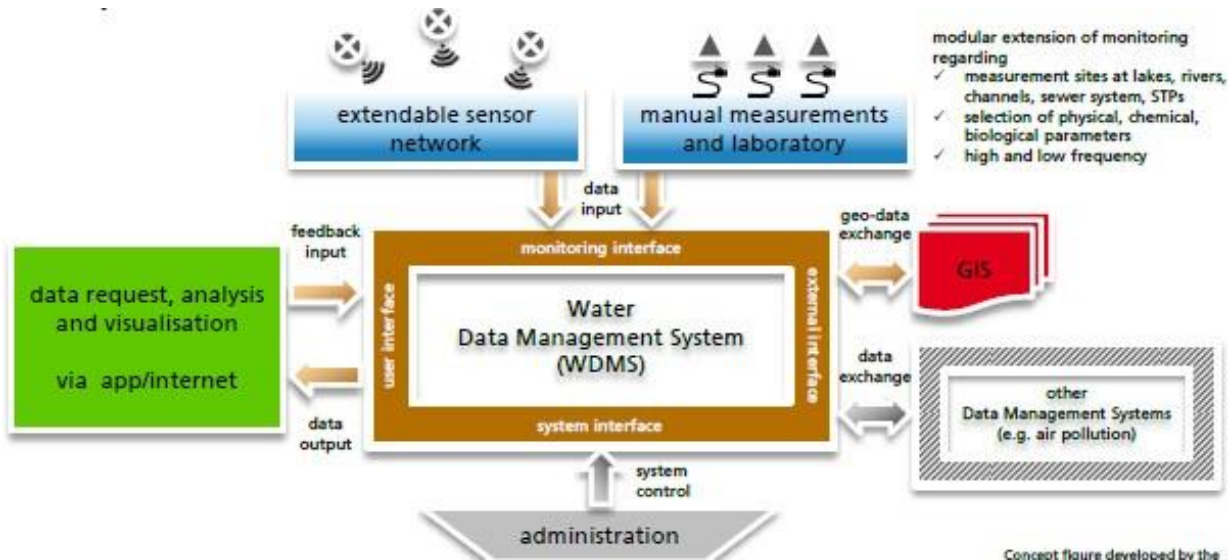 extendable sensor
network
manual measurements
and laboratory
modular extension of monitoring
regarding
✓ measurement sites at lakes, rivers,
channels, sewer system, STPs
✓ selection of physical, chemical,
biological parameters
✓ high and low frequency
data
input
feedback
input
geo-data
exchange
monitoring interface
GIS
data request, analysis
and visualisation
via app/internet
user interface
Water
Data Management System
(WDMS)
external interface
data
exchange
other
Data Management Systems
(e.g. air pollution)
data
output
system interface
system
control
administration
Concept figure developed by the